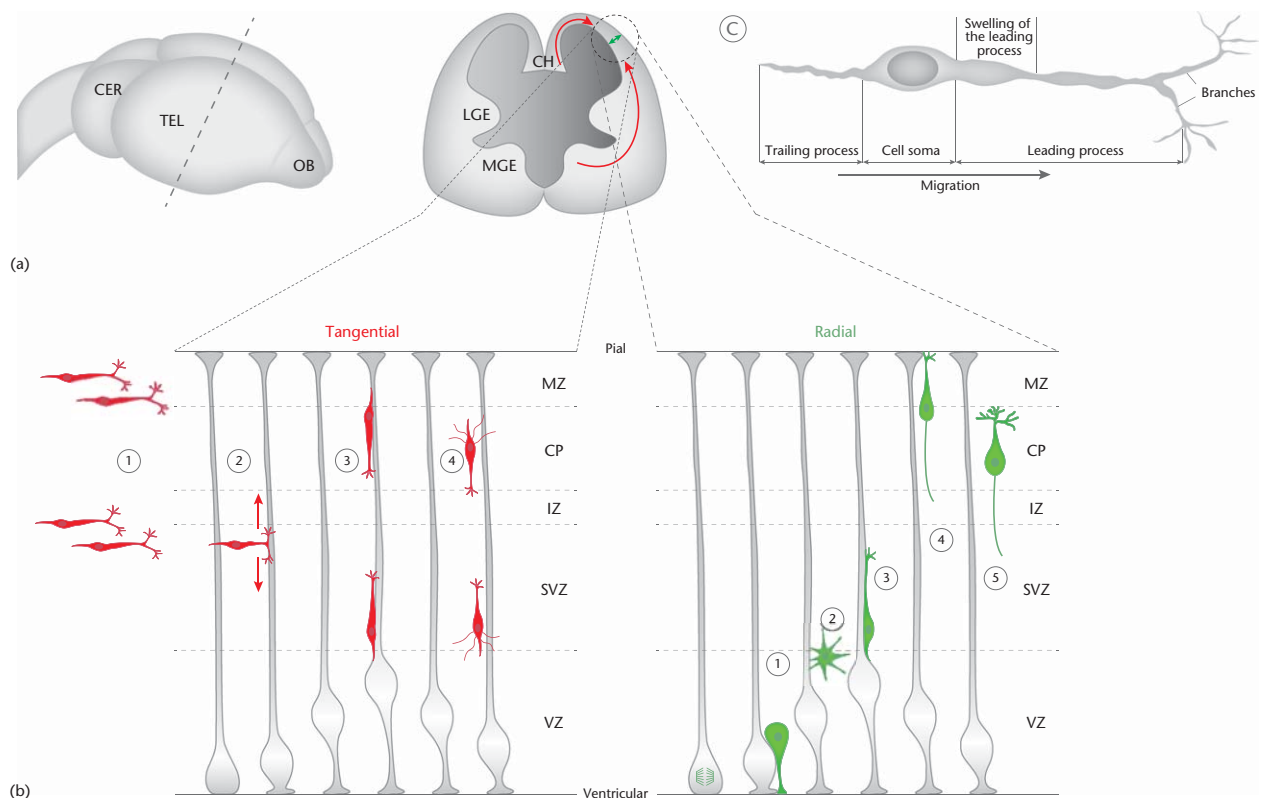 CER
TEL
OB
(a)
CH
LGE
MGE
C
Swelling of
the leading
process
Branches
Trailing process
Cell soma
Leading process
Migration
Tangential
Pial
Radial
MZ
CP
IZ
SVZ
VZ
1
2
3
4
MZ
CP
IZ
SVZ
VZ
1
2
3
4
5
(b)
Ventricular